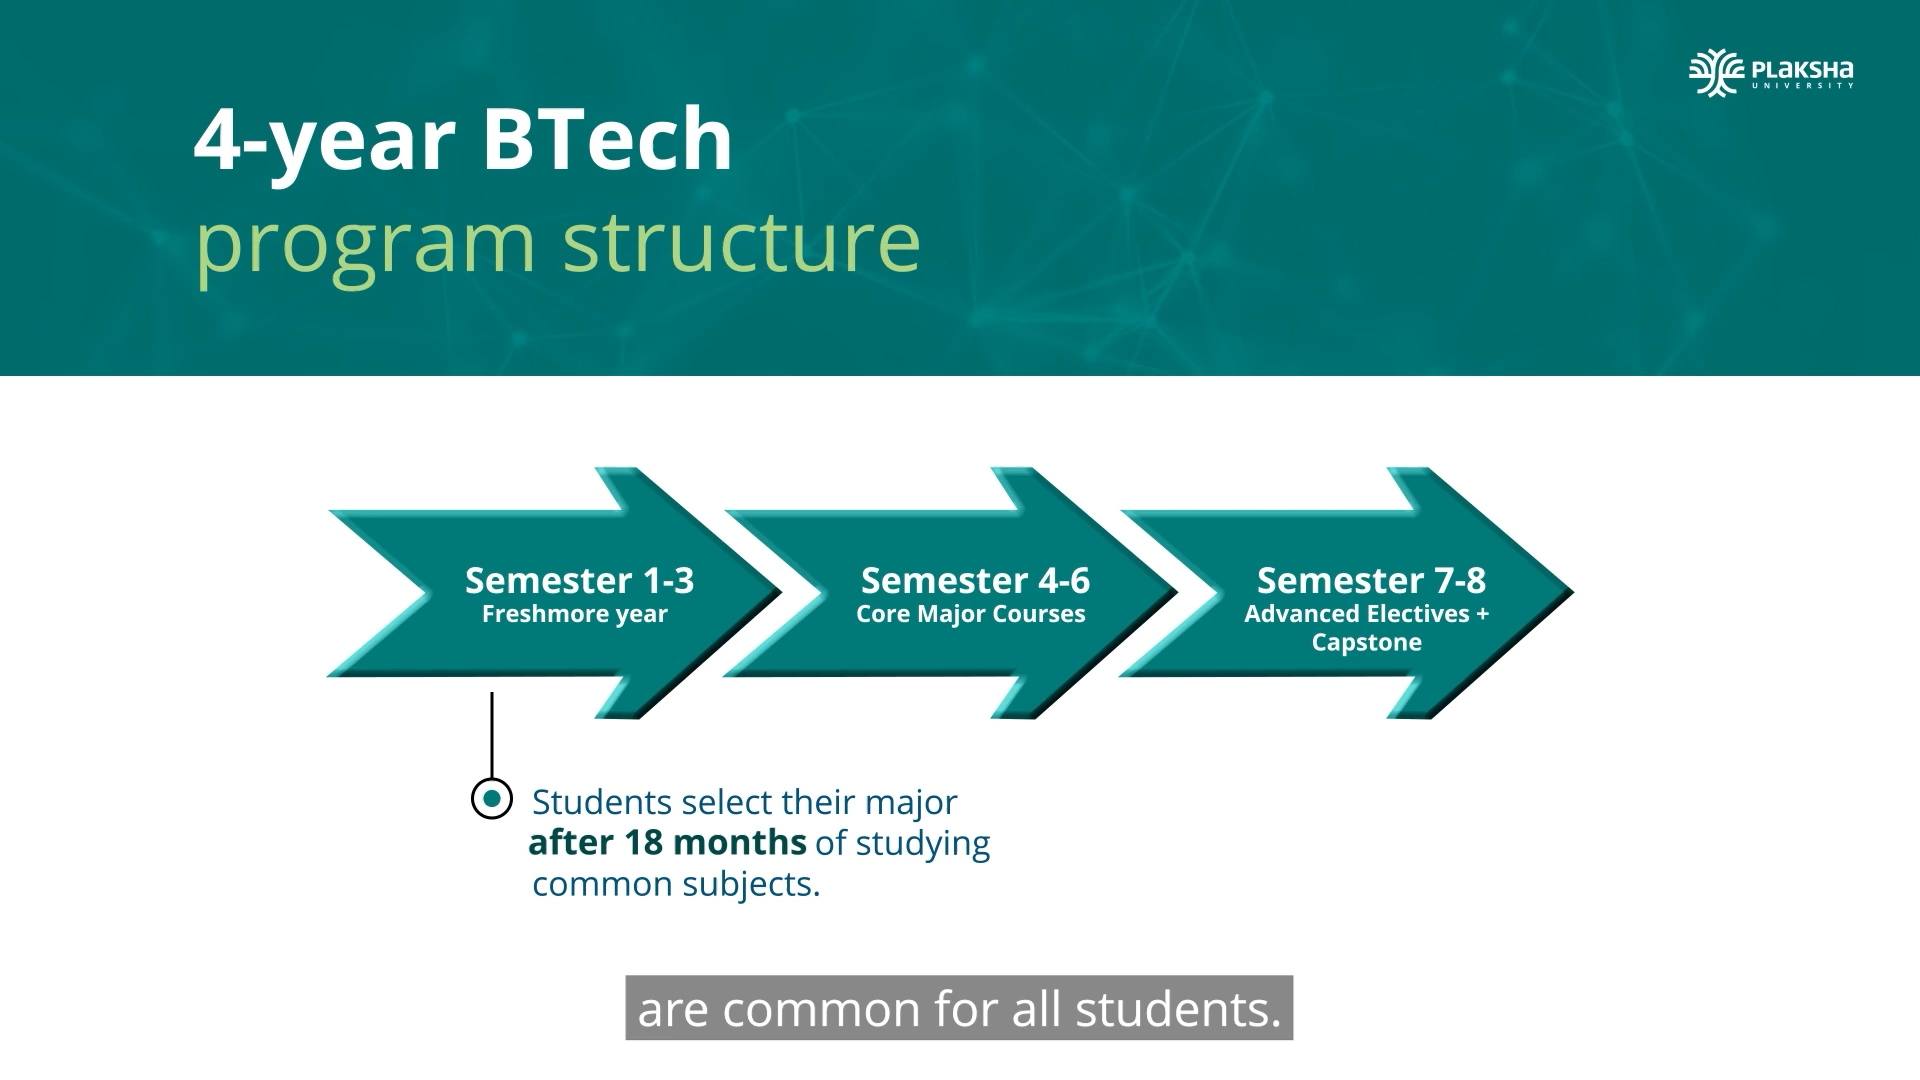 PLAKSHA
UNIVERSITY
4-year BTech
program structure
Semester 1-3
Freshmore year
Semester 4-6
Core Major Courses
Semester 7-8
Advanced Electives +
Capstone
Students select their major
after 18 months of studying
common subjects.
are common for all students.